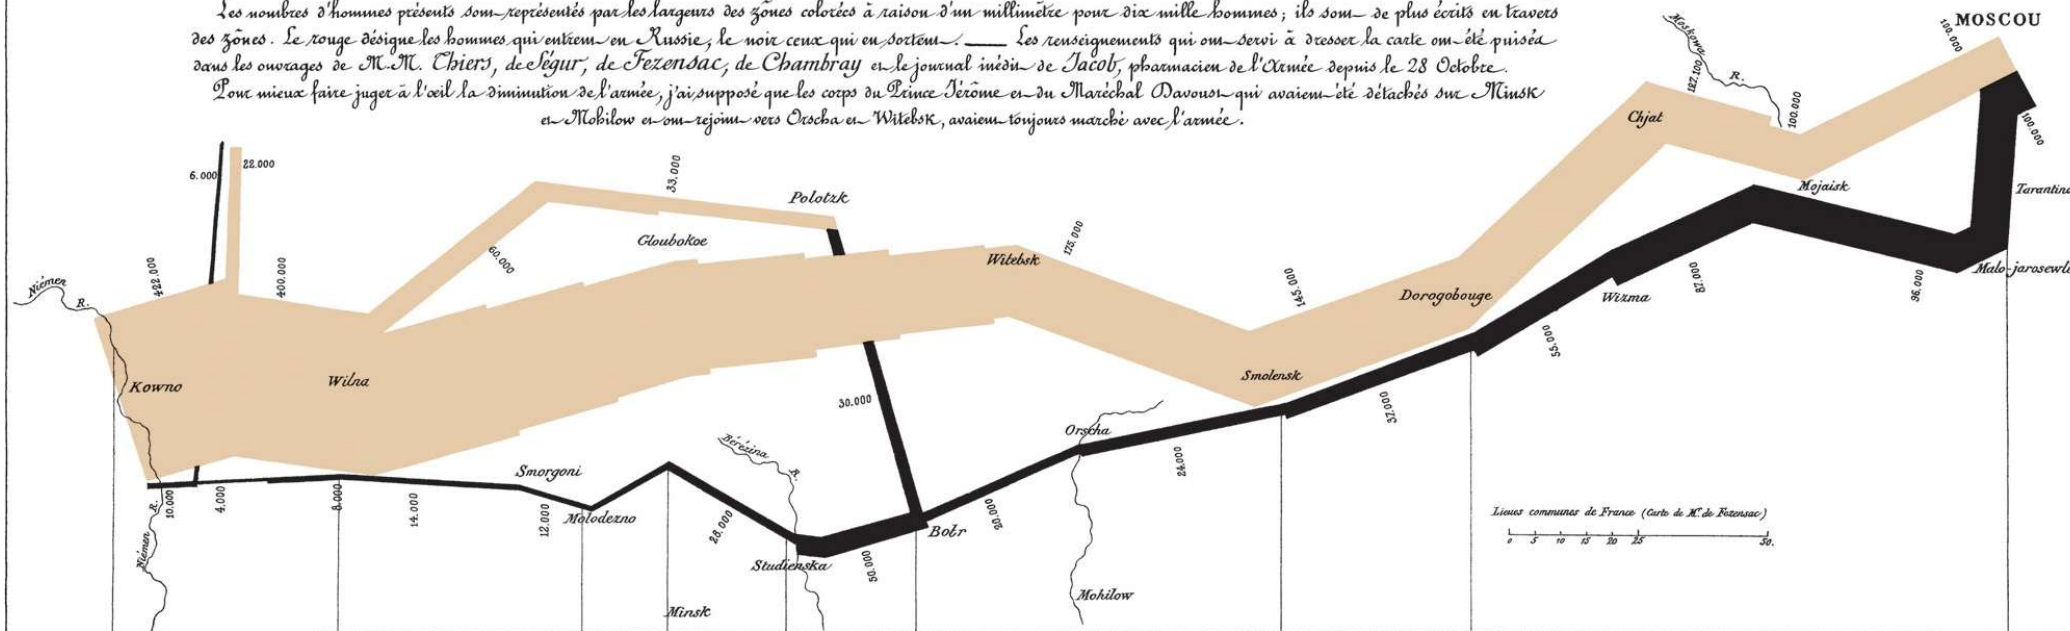 Les nombres d'hommes présents sont représentés par les largeurs des zônes colorées à raison d'un millimètre pour dix mille hommes; ils sont de plus écrits en travers
des zônes. Le rouge désigne les hommes qui entrent en Russie, le noir ceux qui en sortent. — Les renseignements qui ont servi à dresser la carte ont été puisés
dans les ouvrages de M.M. Thiers, de Ségur, de Fezensac, de Chambray et le journal inédit de Jacob, pharmacien de l'Armée depuis le 28 Octobre.
Pour mieux faire juger à l'œil la diminution de l'armée, j'ai supposé que les corps du Prince Jérôme et du Maréchal Davoust qui avaient été détachés sur Minsk
et Mohilow et ont rejoint vers Orscha et Witebsk, avaient toujours marché avec l'armée.
MOSCOU
100.000
Moskowa R.
122.100
100.000
100.000
Chjat
Mojaisk
Tarantino
Malo-jarosewle
22.000
6.000
33.000
Polotzk
Gloubokoe
60.000
Witebsk
175.000
Niémen R.
422.000
400.000
145.000
Dorogobouge
Wizma
87.000
96.000
55.000
Kowno
Wilna
Smolensk
37.000
30.000
Orscha
24.000
Bérézina R.
Smorgoni
Molodezno
10.000
4.000
8.000
14.000
12.000
28.000
Studienska
50.000
Botr
20.000
Niémen R.
Minsk
Mohilow
Lieues communes de France (Carte de M. de Fezensac)
0 5 10 15 20 25 50.